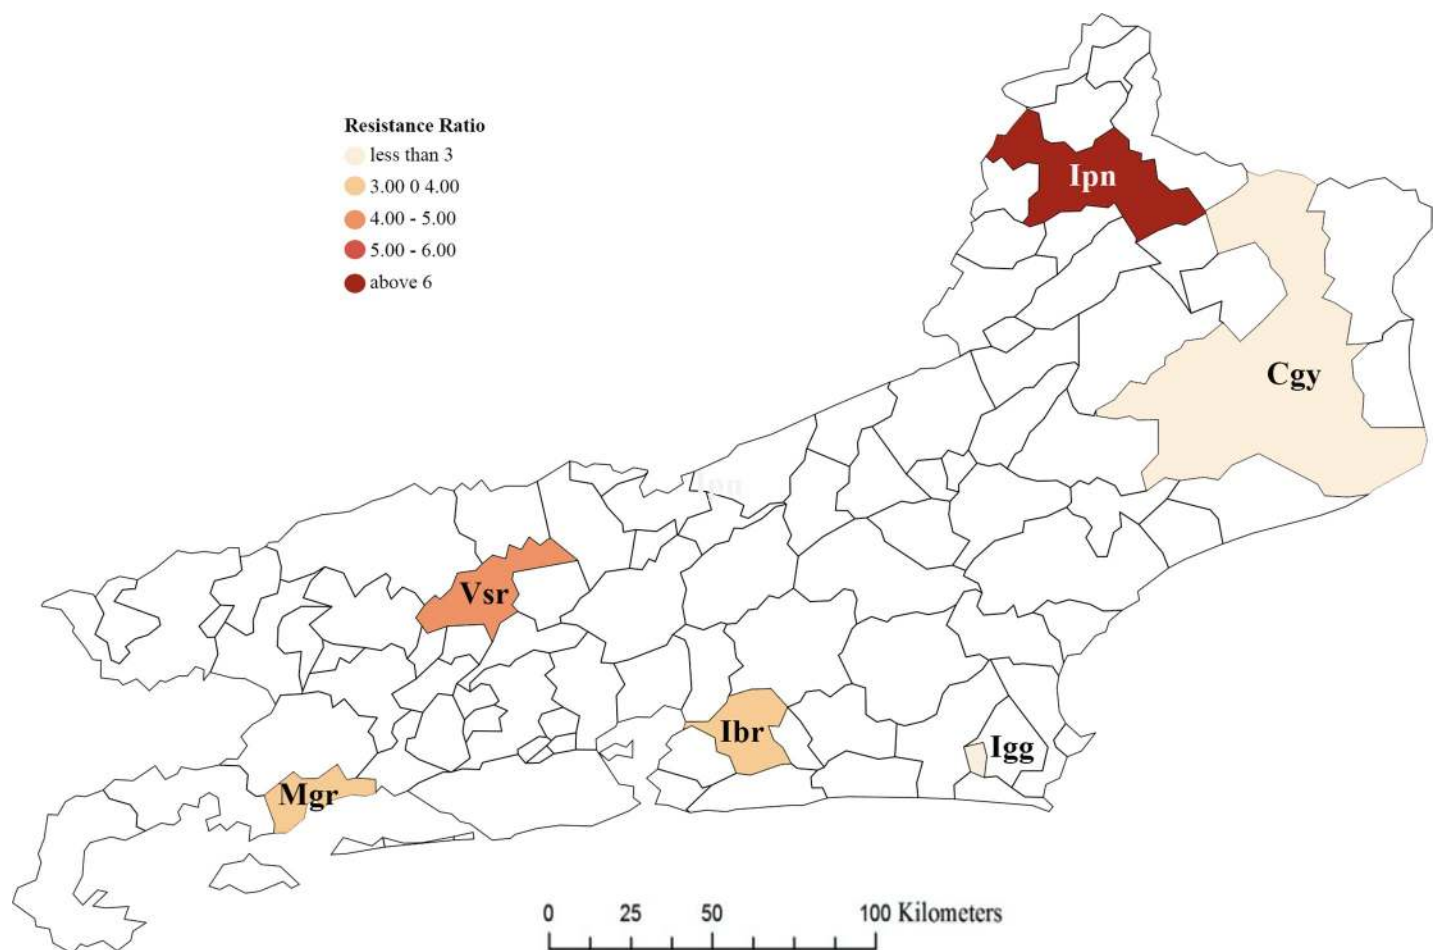 Resistance Ratio
less than 3
3.00 0 4.00
4.00 - 5.00
5.00 - 6.00
above 6
Ipn
Cgy
Vsr
Ibr
Igg
Mgr
0 25 50 100 Kilometers